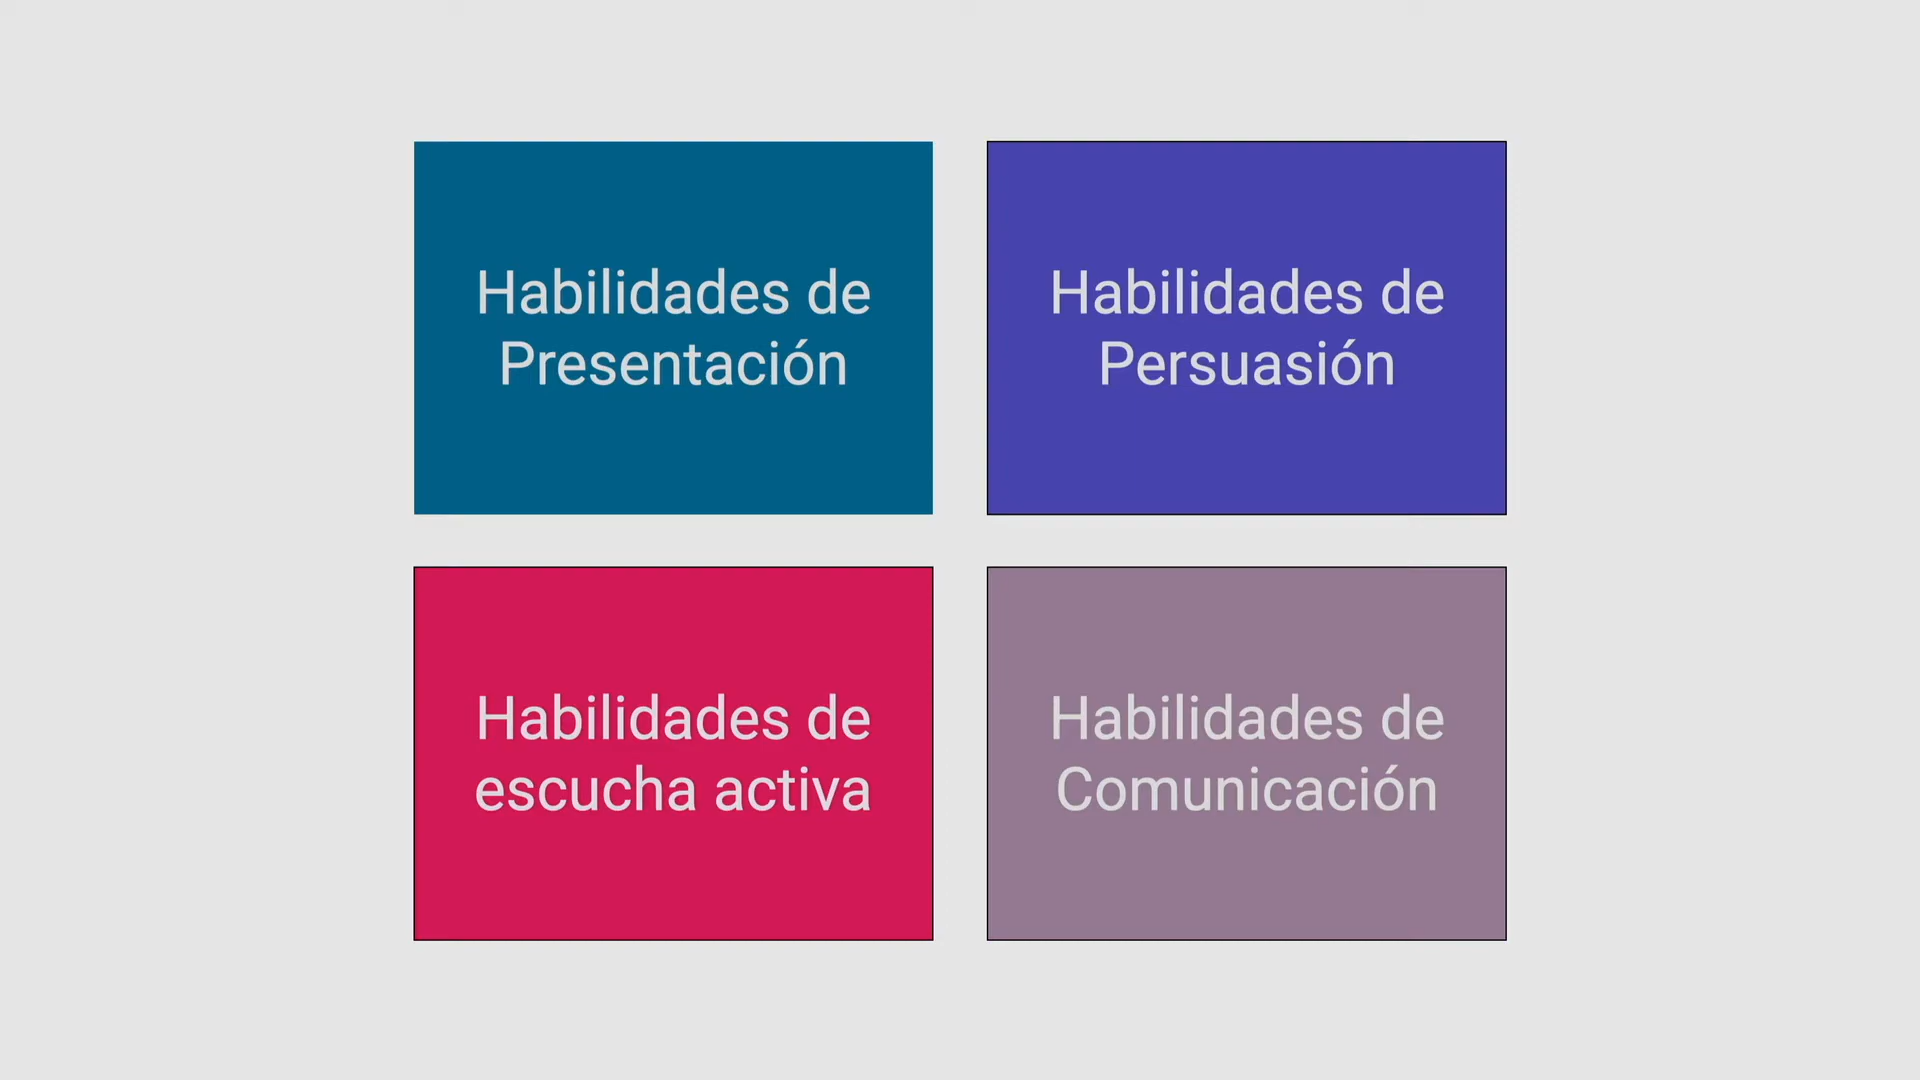 Habilidades de
Presentación
Habilidades de
Persuasión
Habilidades de
escucha activa
Habilidades de
Comunicación